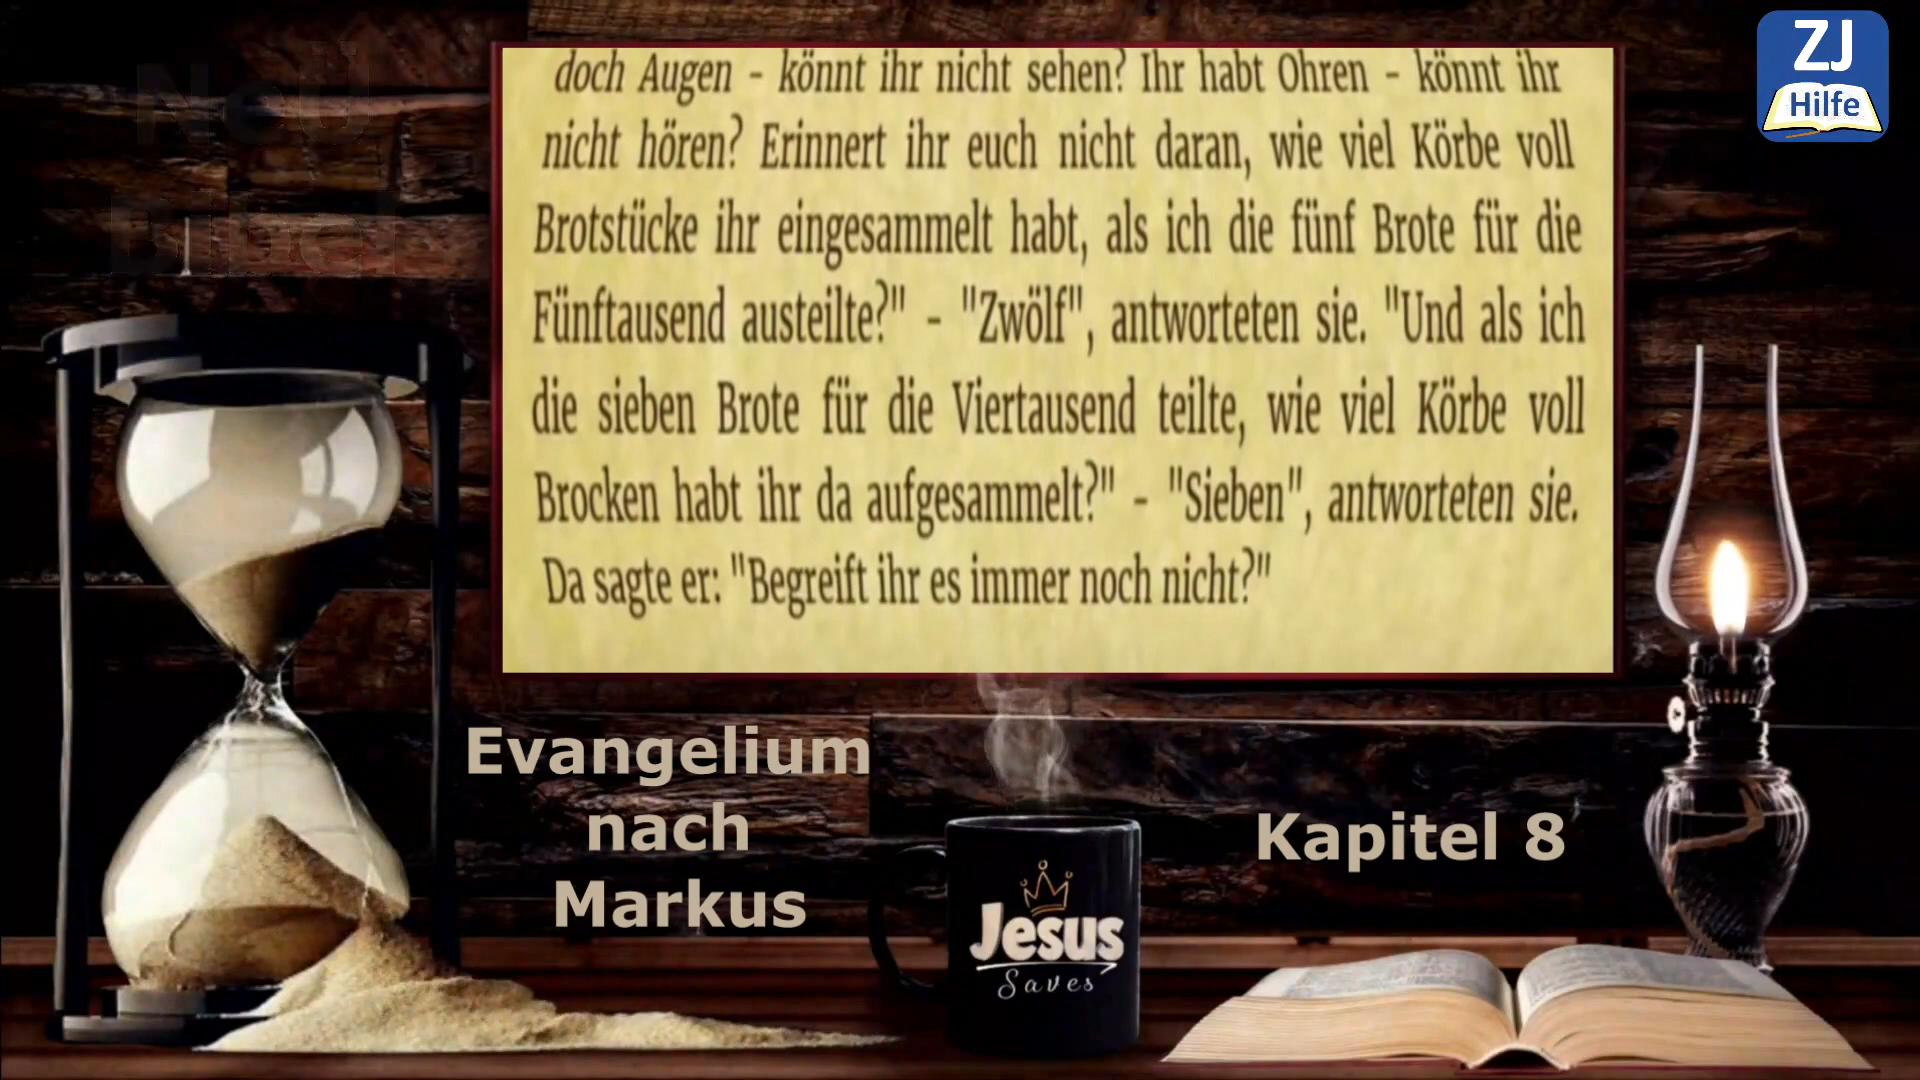 NeÜ
Bibel
ZJ
Hilfe
doch Augen - könnt ihr nicht sehen? Ihr habt Ohren - könnt ihr
nicht hören? Erinnert ihr euch nicht daran, wie viel Körbe voll
Brotstücke ihr eingesammelt habt, als ich die fünf Brote für die
Fünftausend austeilte?" - "Zwölf", antworteten sie. "Und als ich
die sieben Brote für die Viertausend teilte, wie viel Körbe voll
Brocken habt ihr da aufgesammelt?" - "Sieben", antworteten sie.
Da sagte er: "Begreift ihr es immer noch nicht?"
Evangelium
nach
Markus
Kapitel 8
Jesus
Saves